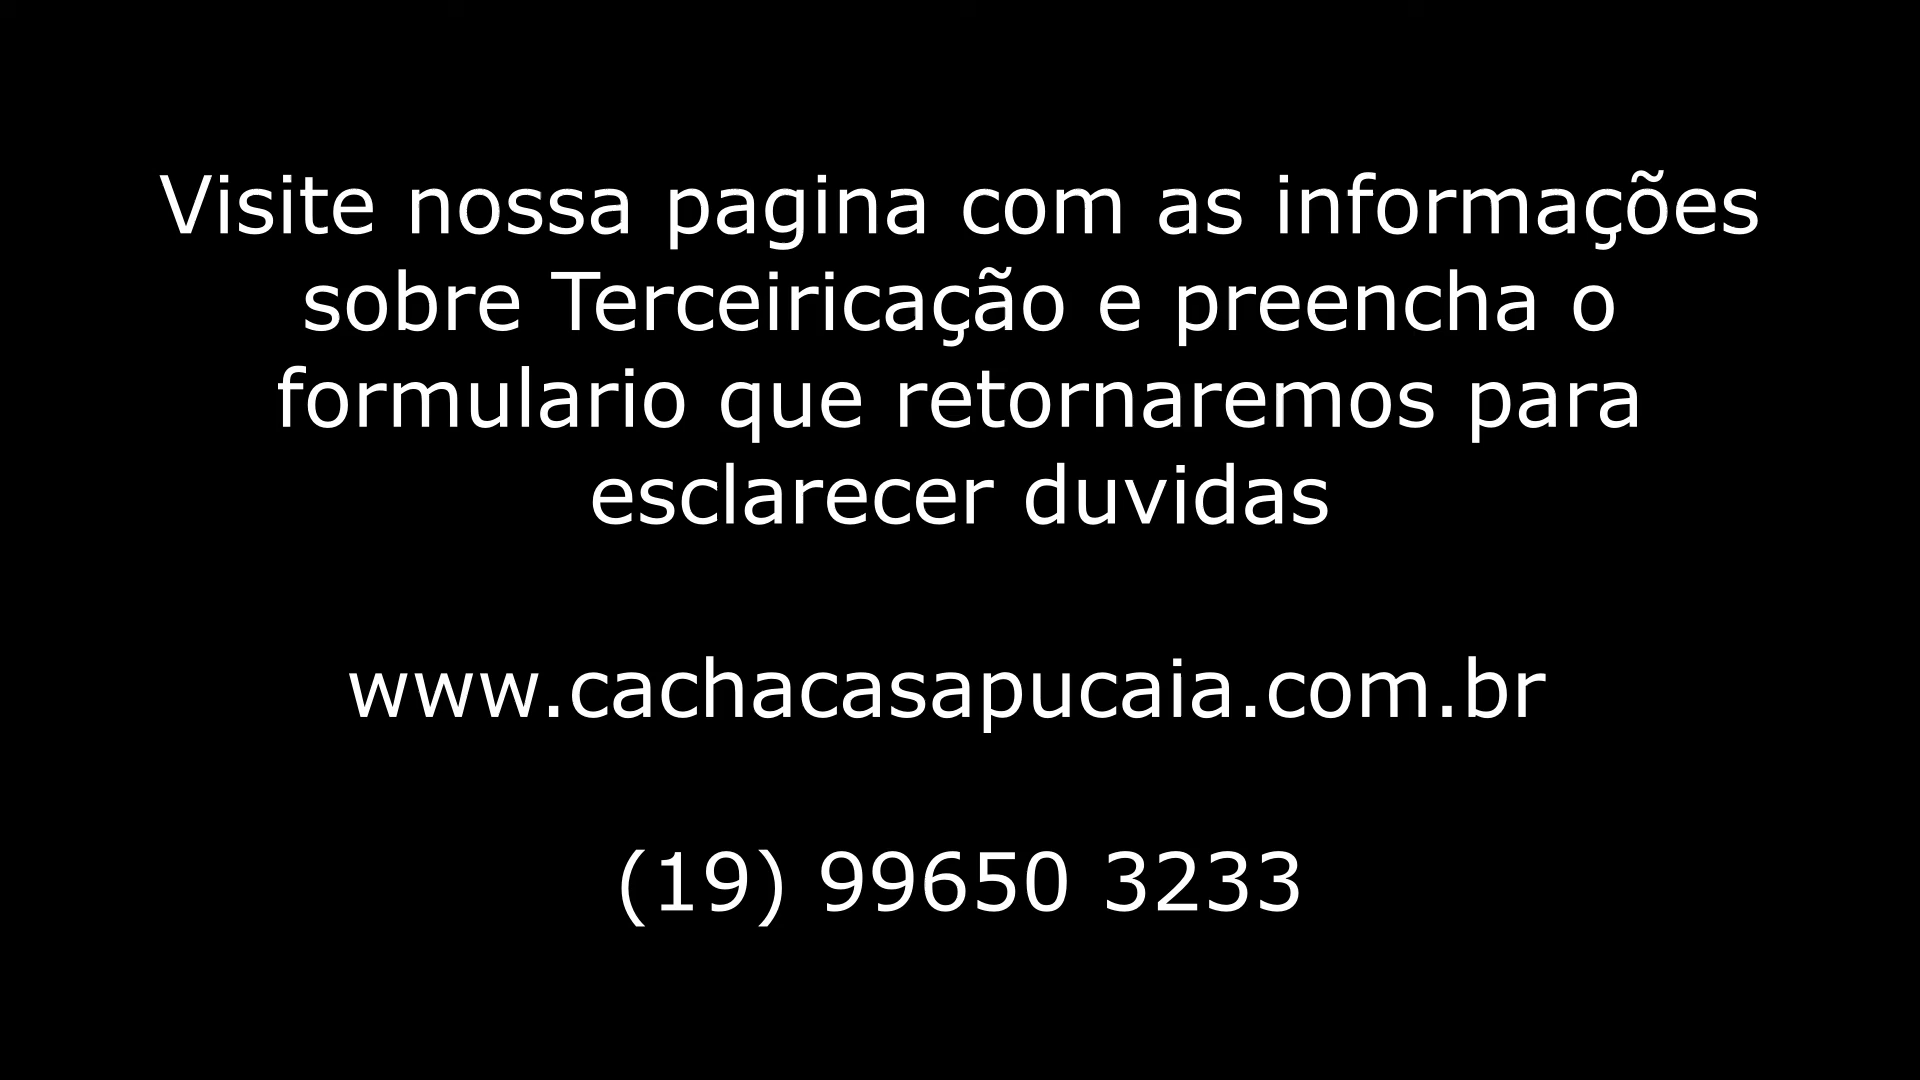 Visite nossa pagina com as informações
sobre Terceiricação e preencha o
formulario que retornaremos para
esclarecer duvidas
www.cachacasapucaia.com.br
(19) 99650 3233